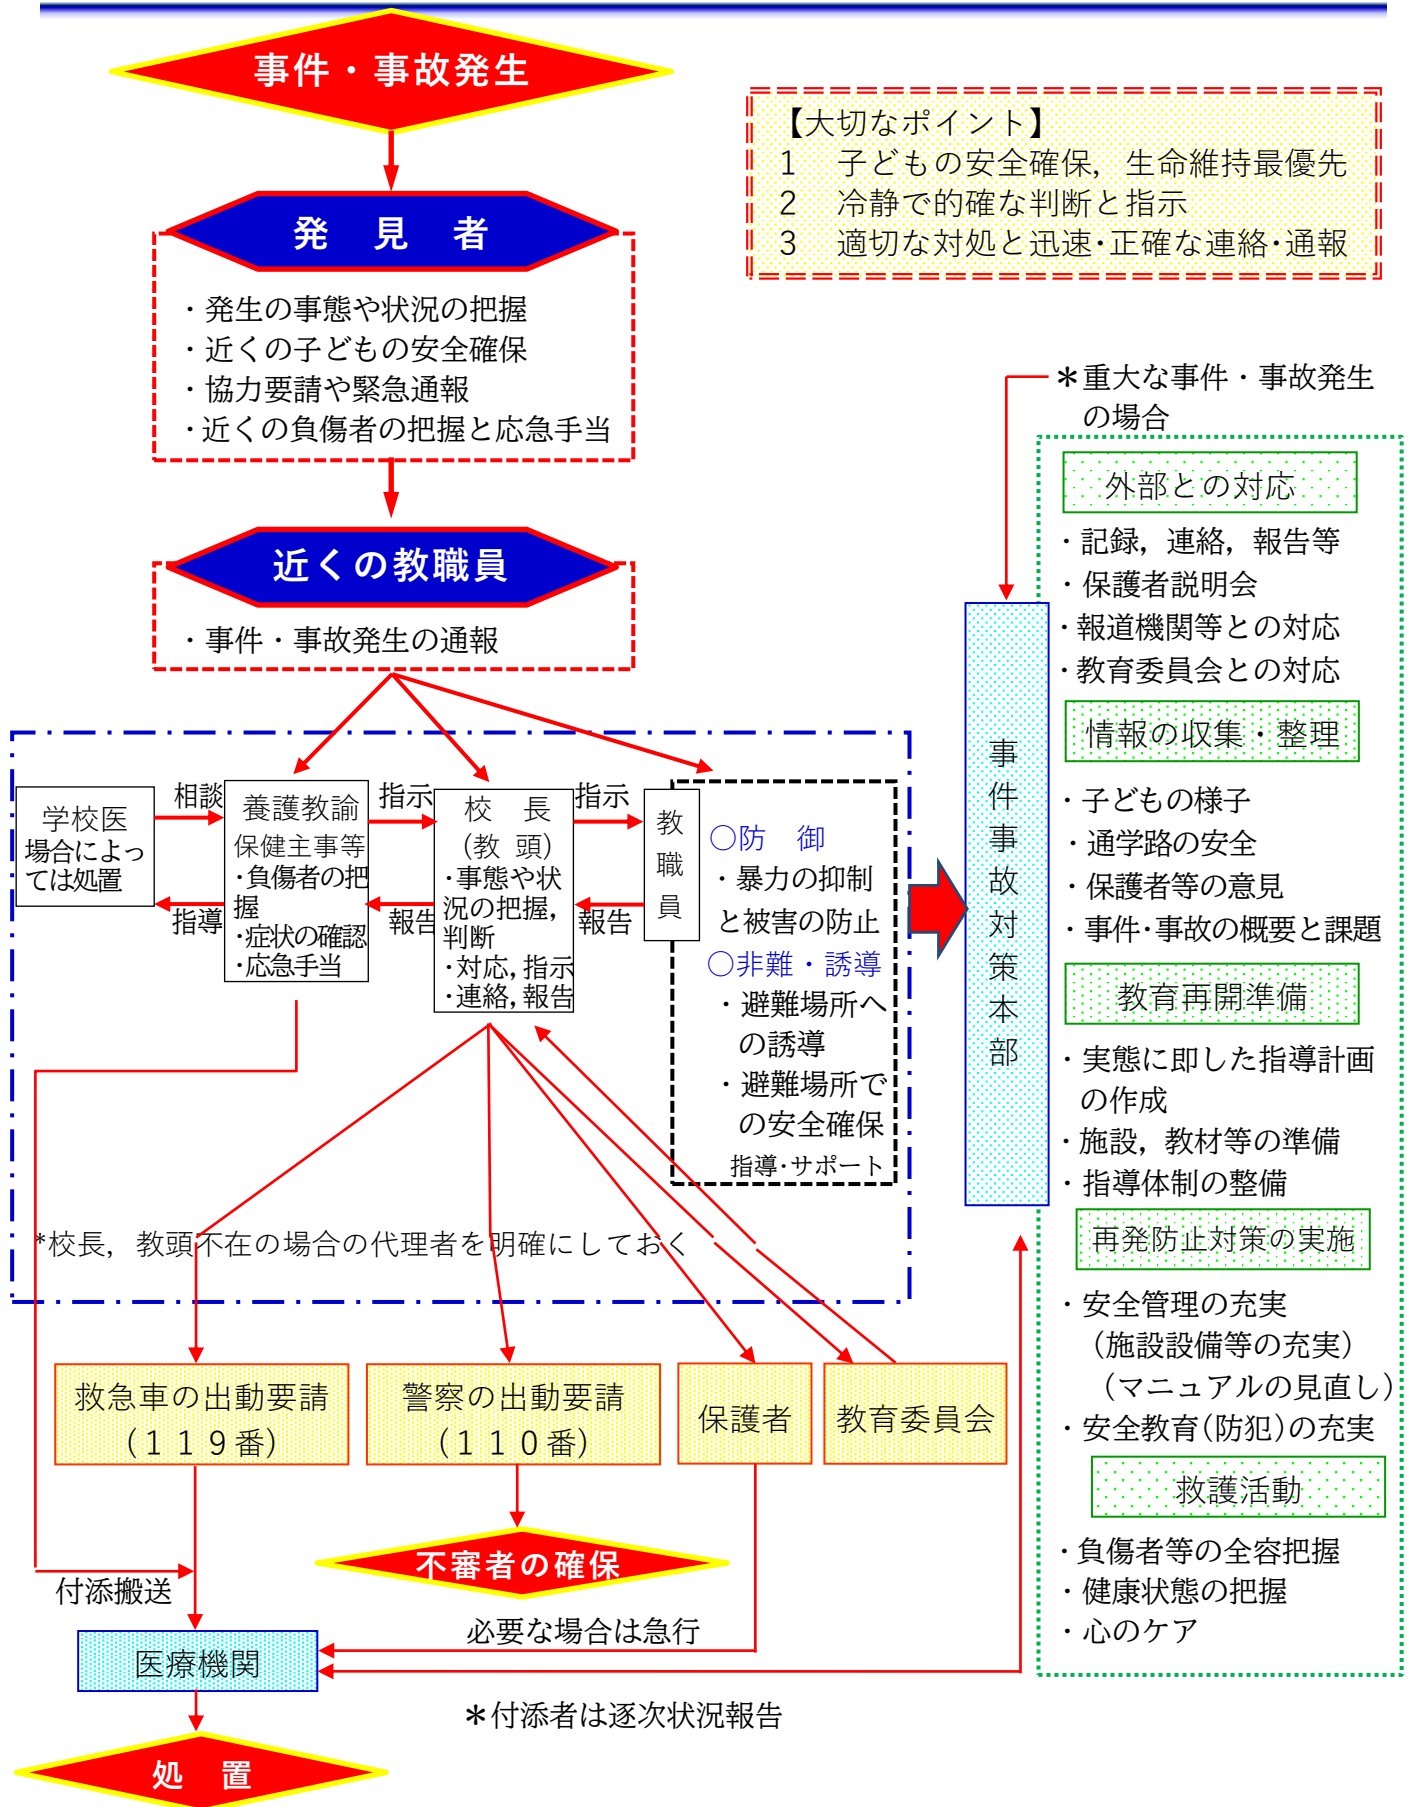 事件・事故発生
【大切なポイント】
1 子どもの安全確保，生命維持最優先
2 冷静で的確な判断と指示
3 適切な対処と迅速・正確な連絡・通報
発 見 者
・発生の事態や状況の把握
・近くの子どもの安全確保
・協力要請や緊急通報
・近くの負傷者の把握と応急手当
近くの教職員
・事件・事故発生の通報
学校医
場合によっ
ては処置
相談
指導
養護教諭
保健主事等
・負傷者の把
握
・症状の確認
・応急手当
指示
報告
校 長
（教 頭）
・事態や状
況の把握，
判断
・対応，指示
・連絡，報告
指示
報告
教
職
員
○防 御
・暴力の抑制
と被害の防止
○非難・誘導
・避難場所へ
の誘導
・避難場所で
の安全確保
指導・サポート
*校長，教頭不在の場合の代理者を明確にしておく
救急車の出動要請
（１１９番）
警察の出動要請
（１１０番）
保護者
教育委員会
不審者の確保
付添搬送
必要な場合は急行
医療機関
＊付添者は逐次状況報告
処 置
＊重大な事件・事故発生
の場合
事
件
事
故
対
策
本
部
外部との対応
・記録，連絡，報告等
・保護者説明会
・報道機関等との対応
・教育委員会との対応
情報の収集・整理
・子どもの様子
・通学路の安全
・保護者等の意見
・事件・事故の概要と課題
教育再開準備
・実態に即した指導計画
の作成
・施設，教材等の準備
・指導体制の整備
再発防止対策の実施
・安全管理の充実
（施設設備等の充実）
（マニュアルの見直し）
・安全教育（防犯）の充実
救護活動
・負傷者等の全容把握
・健康状態の把握
・心のケア